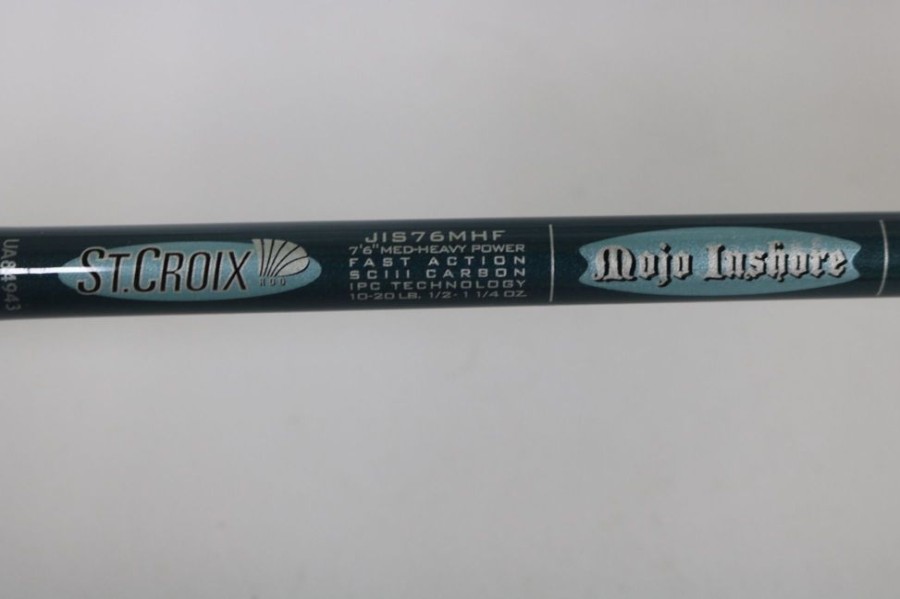 ST.CROIX
ROD
JIS76MHF
7'6" MED-HEAVY POWER
FAST ACTION
SCIII CARBON
IPC TECHNOLOGY
10-20 LB, 1/2-1 1/4 OZ.
Mojo Inshore